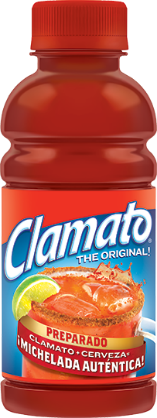 Clamato
THE ORIGINAL!
PREPARADO
CLAMATO + CERVEZA =
¡MICHELADA AUTÉNTICA!